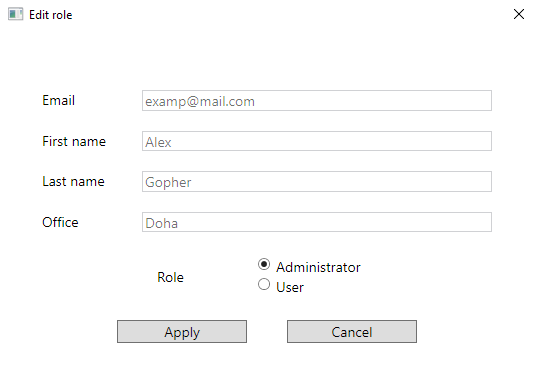 Edit role
Email examp@mail.com
First name Alex
Last name Gopher
Office Doha
Role Administrator
User
Apply Cancel